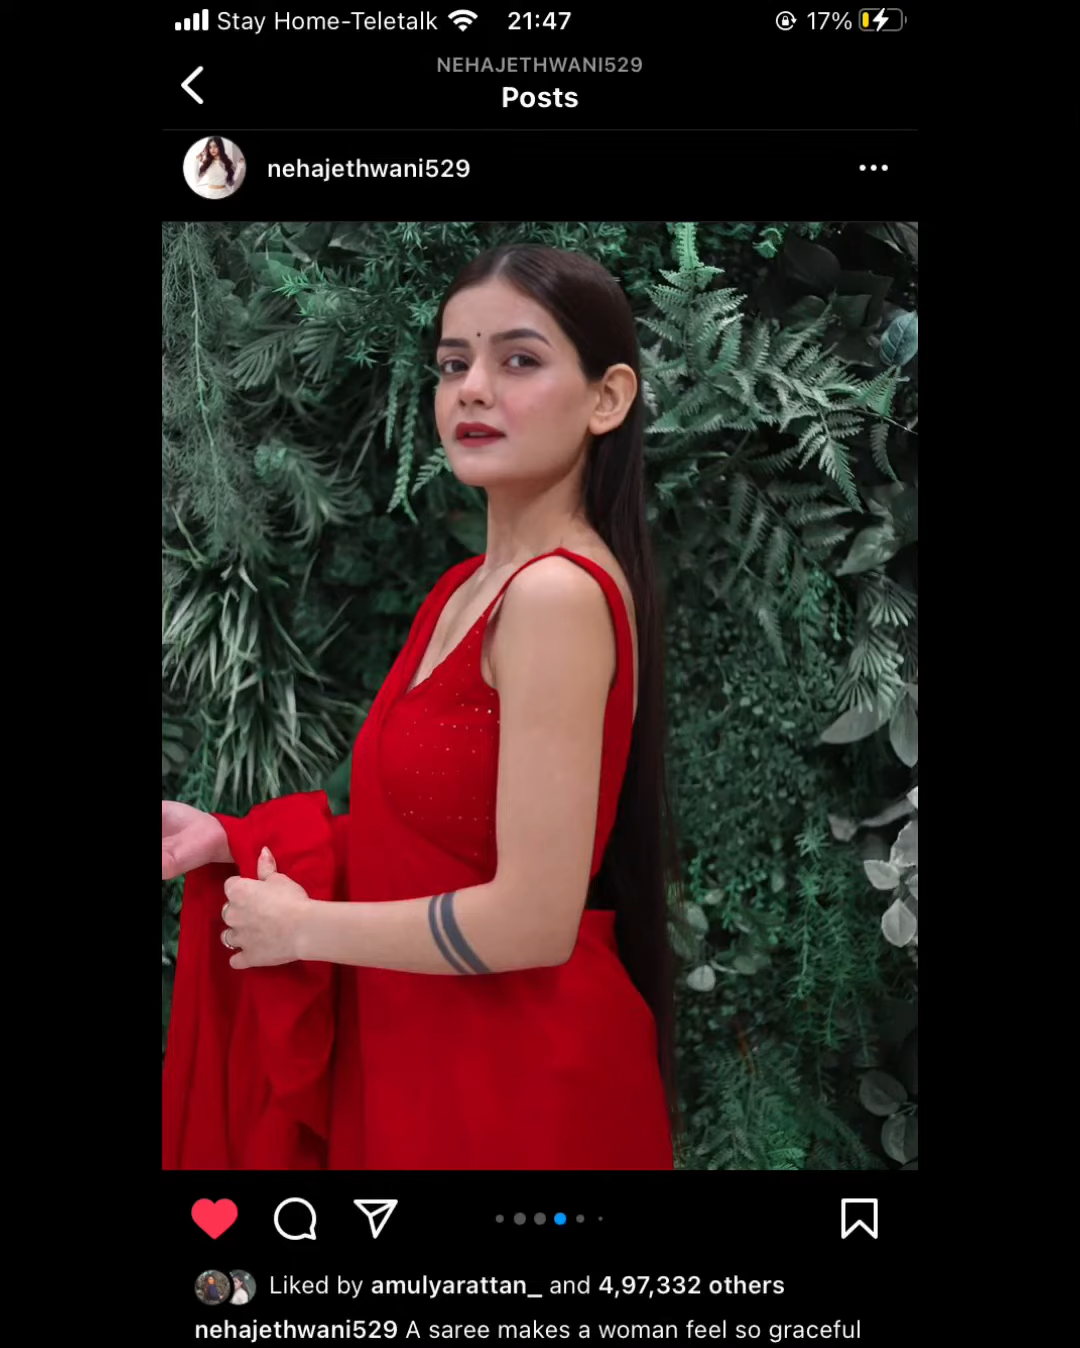 Stay Home-Teletalk 21:47 17%
NEHAJETHWANI529
Posts
nehajethwani529
Liked by amulyarattan_ and 4,97,332 others
nehajethwani529 A saree makes a woman feel so graceful